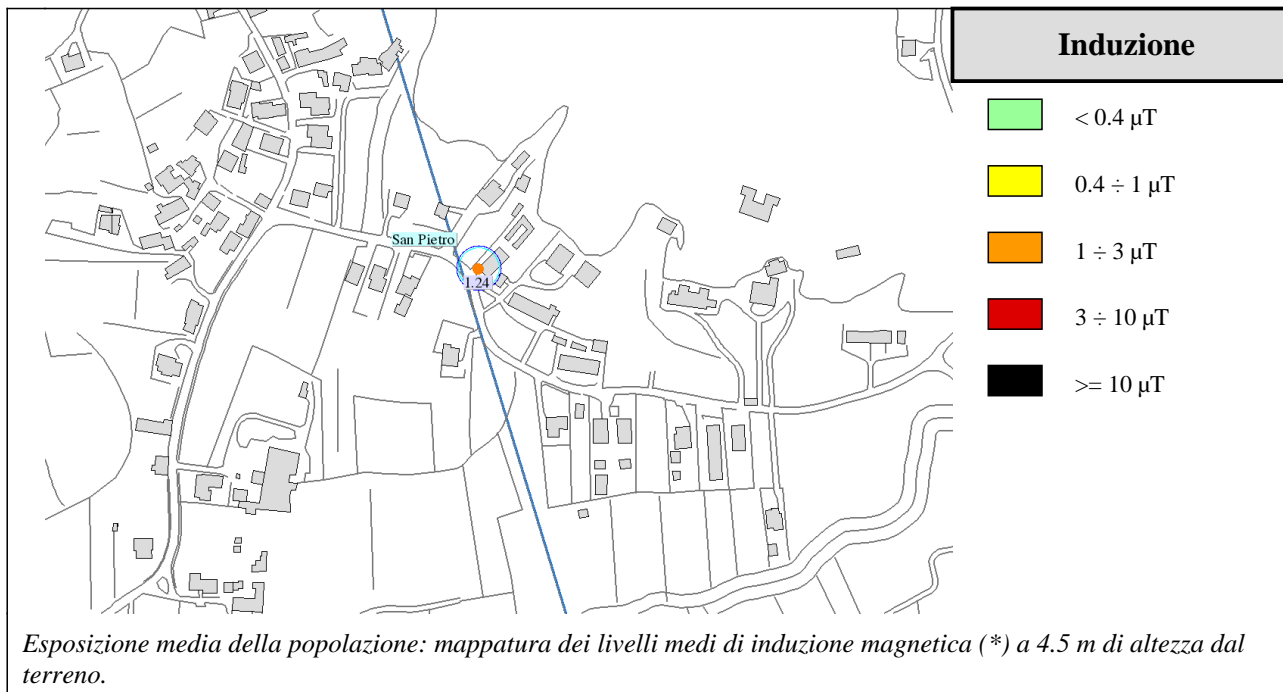 Induzione
< 0.4 µT
0.4 ÷ 1 µT
1 ÷ 3 µT
3 ÷ 10 µT
>= 10 µT
San Pietro
1.24
Esposizione media della popolazione: mappatura dei livelli medi di induzione magnetica (*) a 4.5 m di altezza dal
terreno.